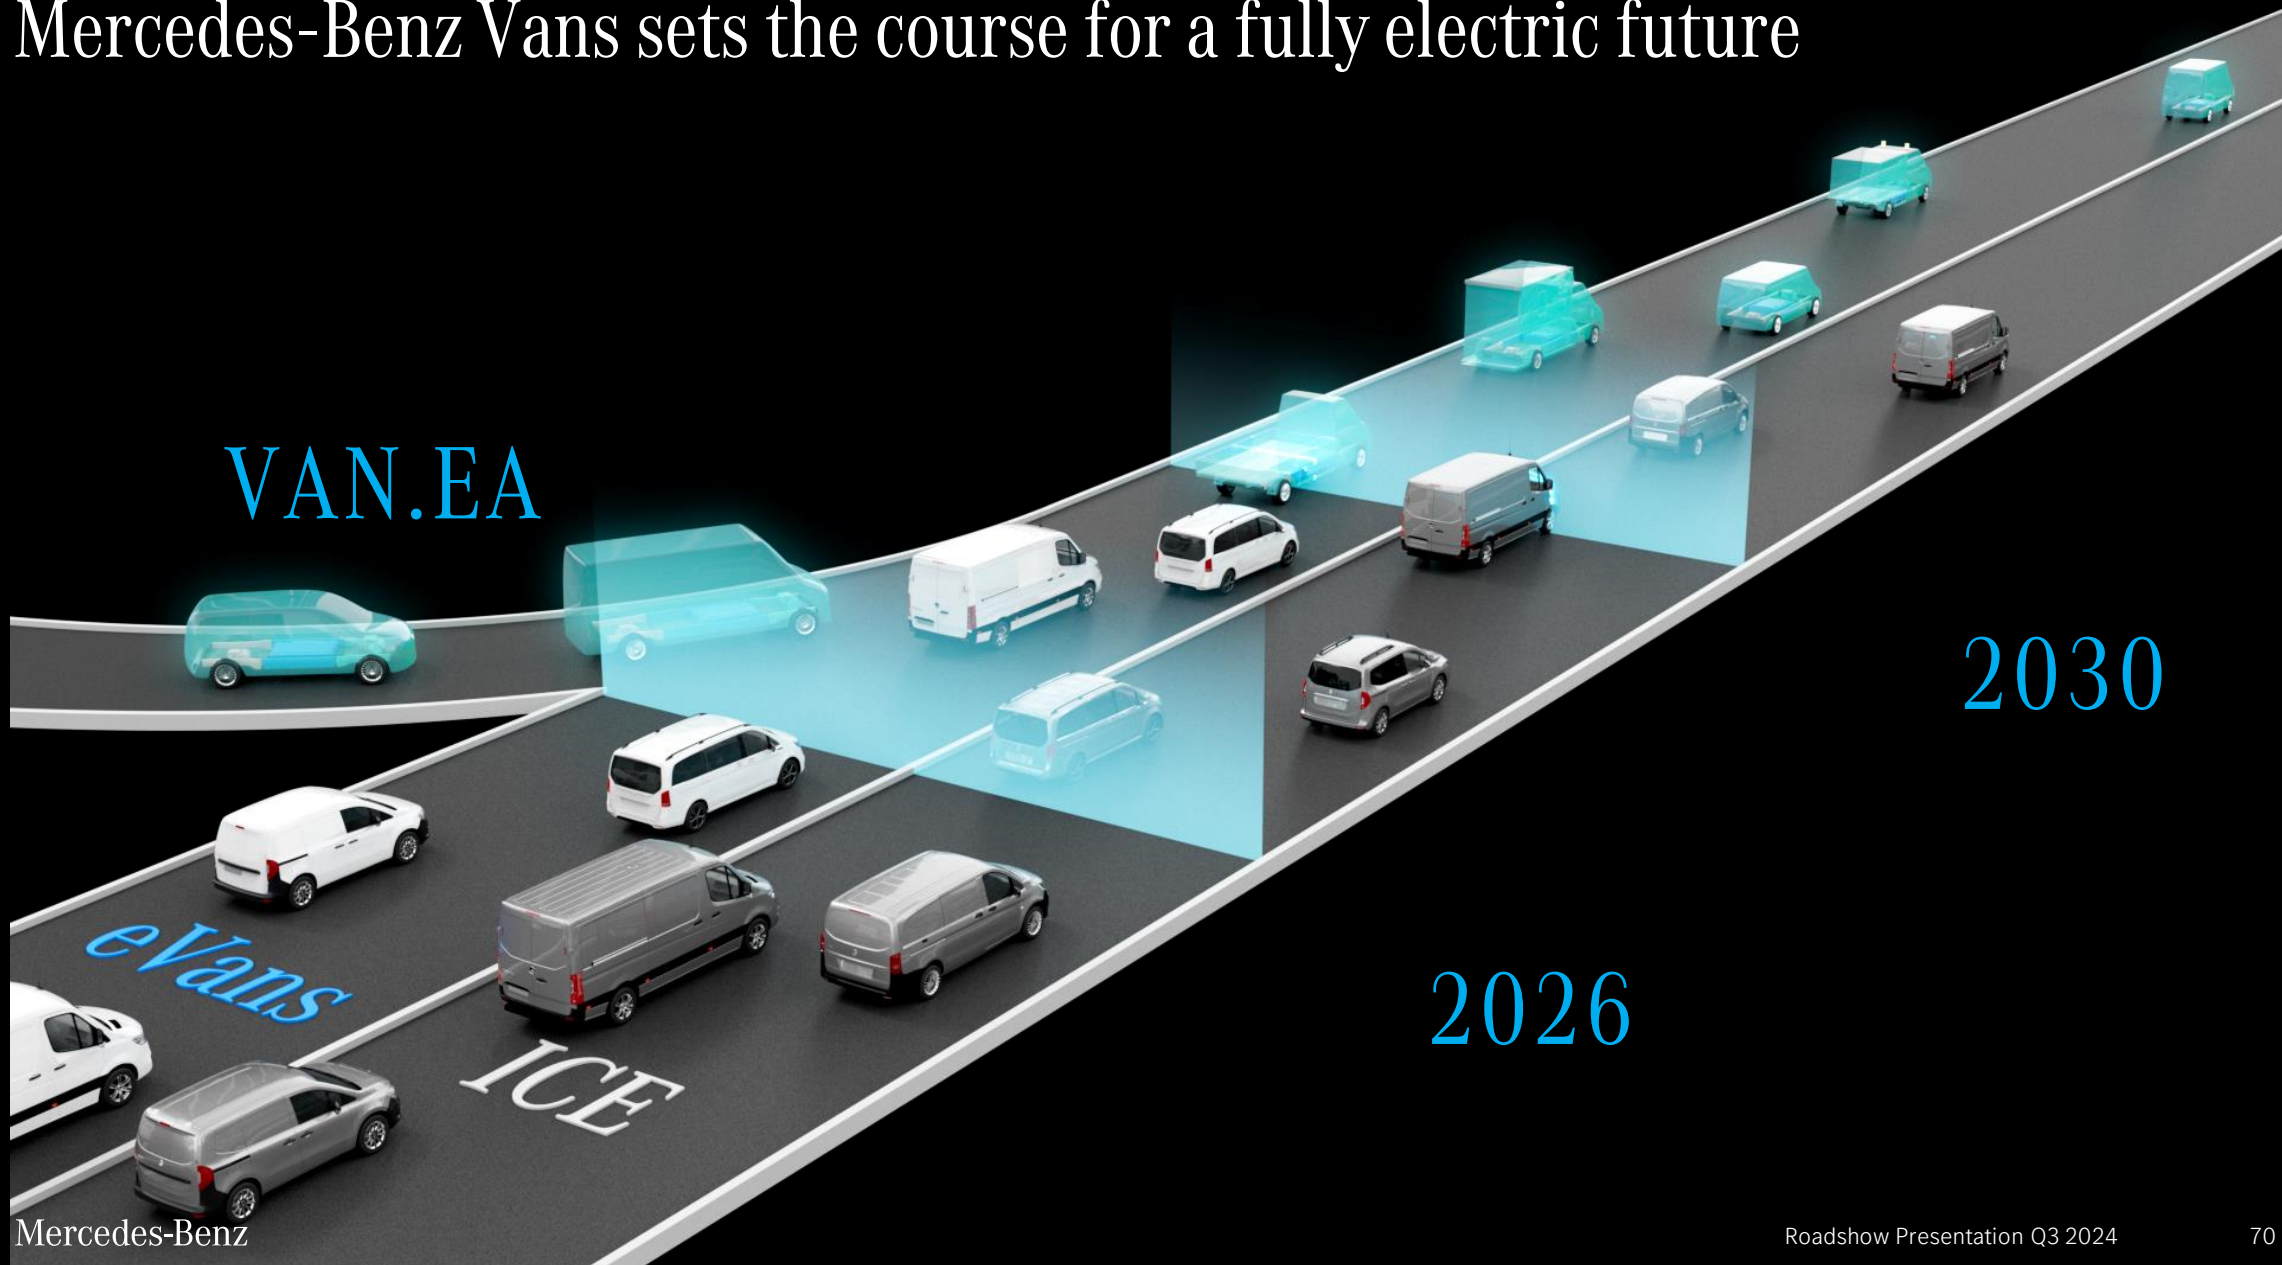 Mercedes-Benz Vans sets the course for a fully electric future
VAN.EA
2030
eVans
2026
ICE
Mercedes-Benz
Roadshow Presentation Q3 2024
70